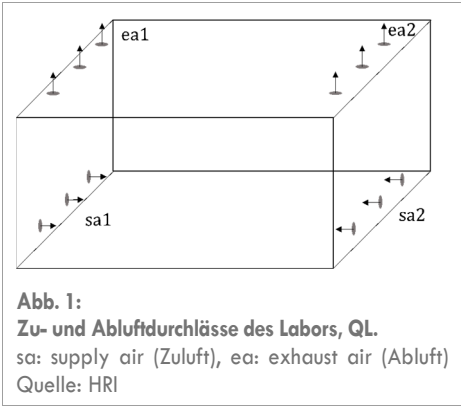 ea1
ea2
sa1
sa2
Abb. 1:
Zu- und Abluftdurchlässe des Labors, QL.
sa: supply air (Zuluft), ea: exhaust air (Abluft)
Quelle: HRI